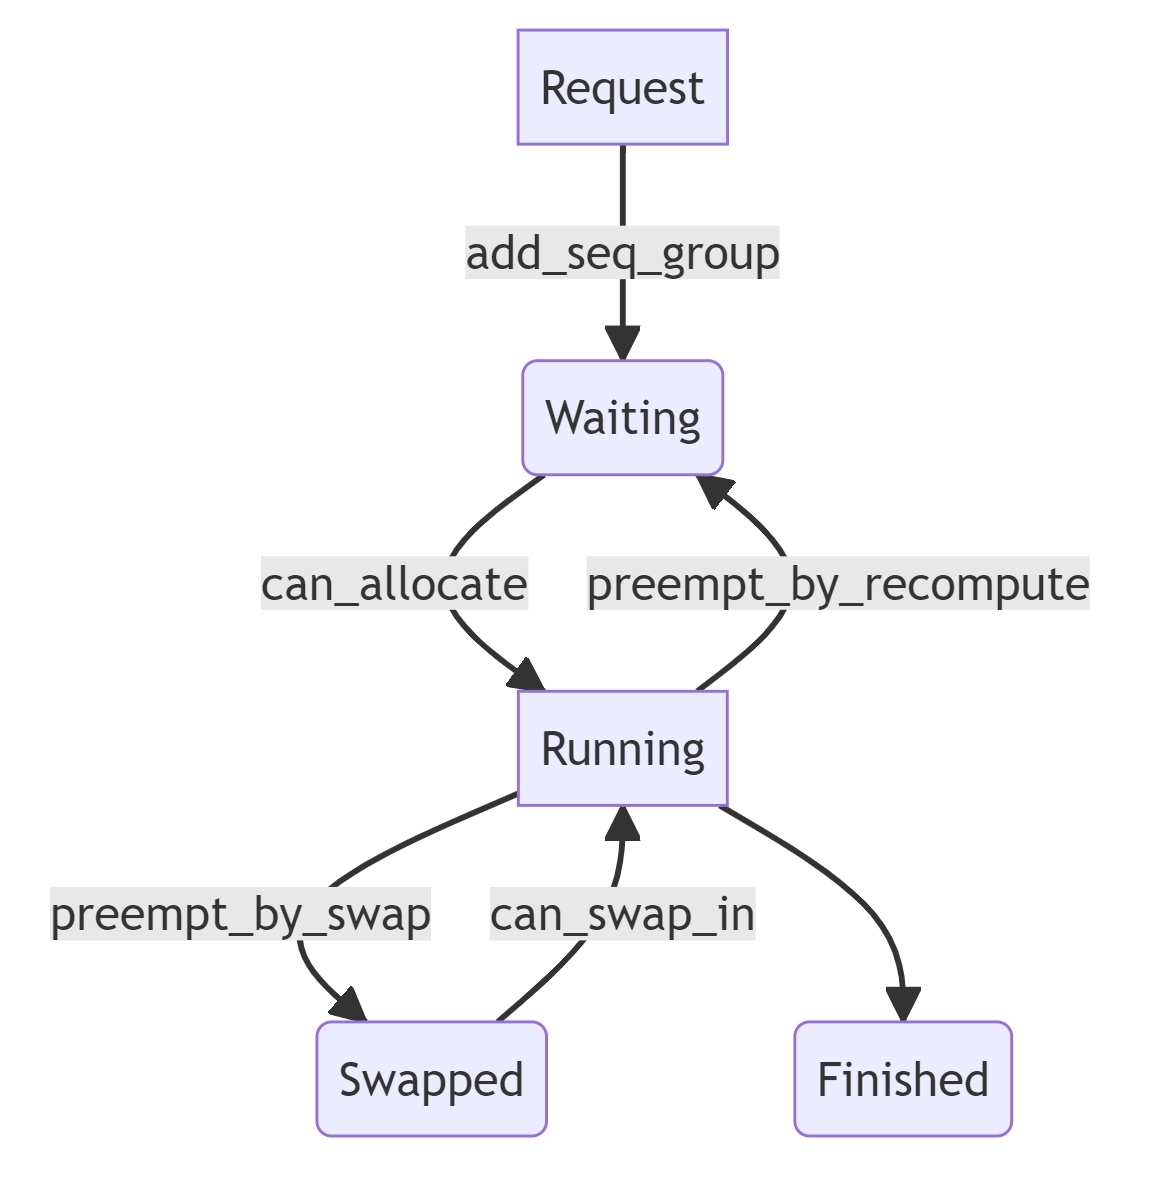 Request
add_seq_group
Waiting
can_allocate
preempt_by_recompute
Running
preempt_by_swap
can_swap_in
Swapped
Finished